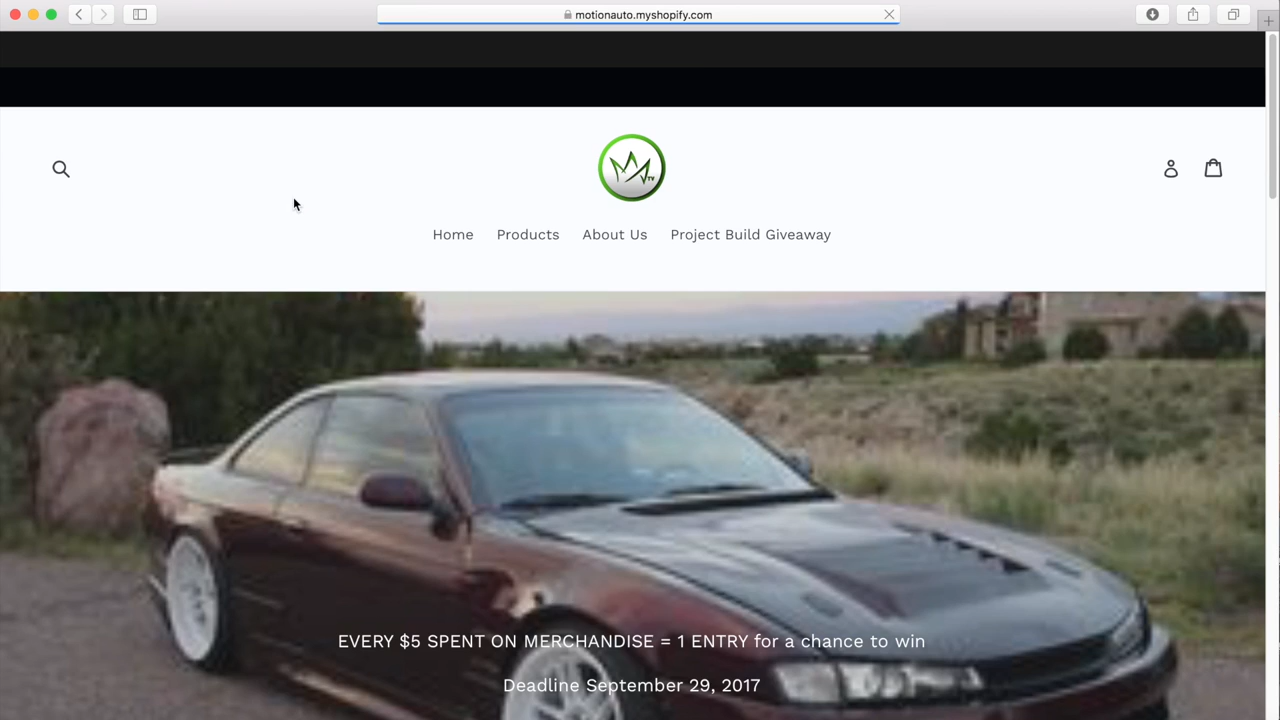 motionauto.myshopify.com
TV
Home Products About Us Project Build Giveaway
EVERY $5 SPENT ON MERCHANDISE = 1 ENTRY for a chance to win
Deadline September 29, 2017